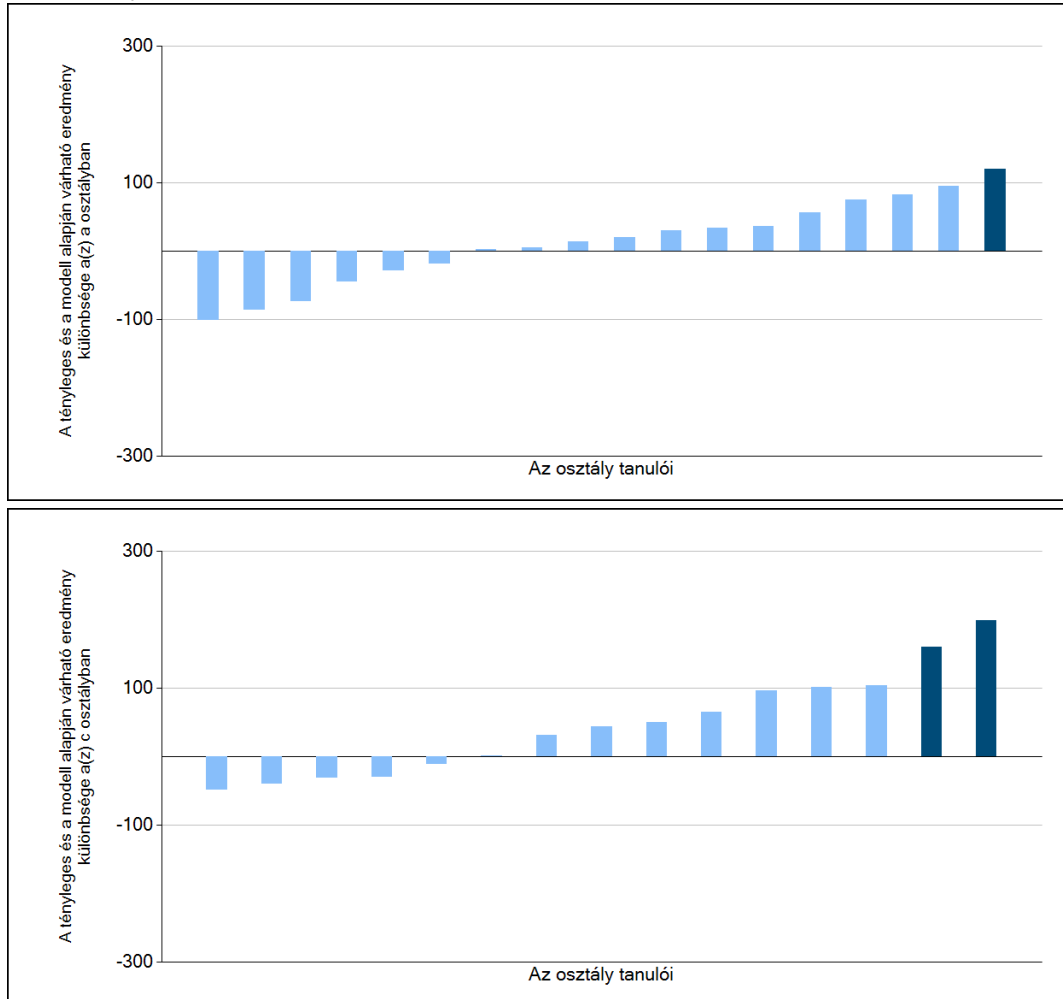 300
100
-100
-300
A tényleges és a modell alapján várható eredmény
különbsége a(z) a osztályban
Az osztály tanulói
300
100
-100
-300
A tényleges és a modell alapján várható eredmény
különbsége a(z) c osztályban
Az osztály tanulói